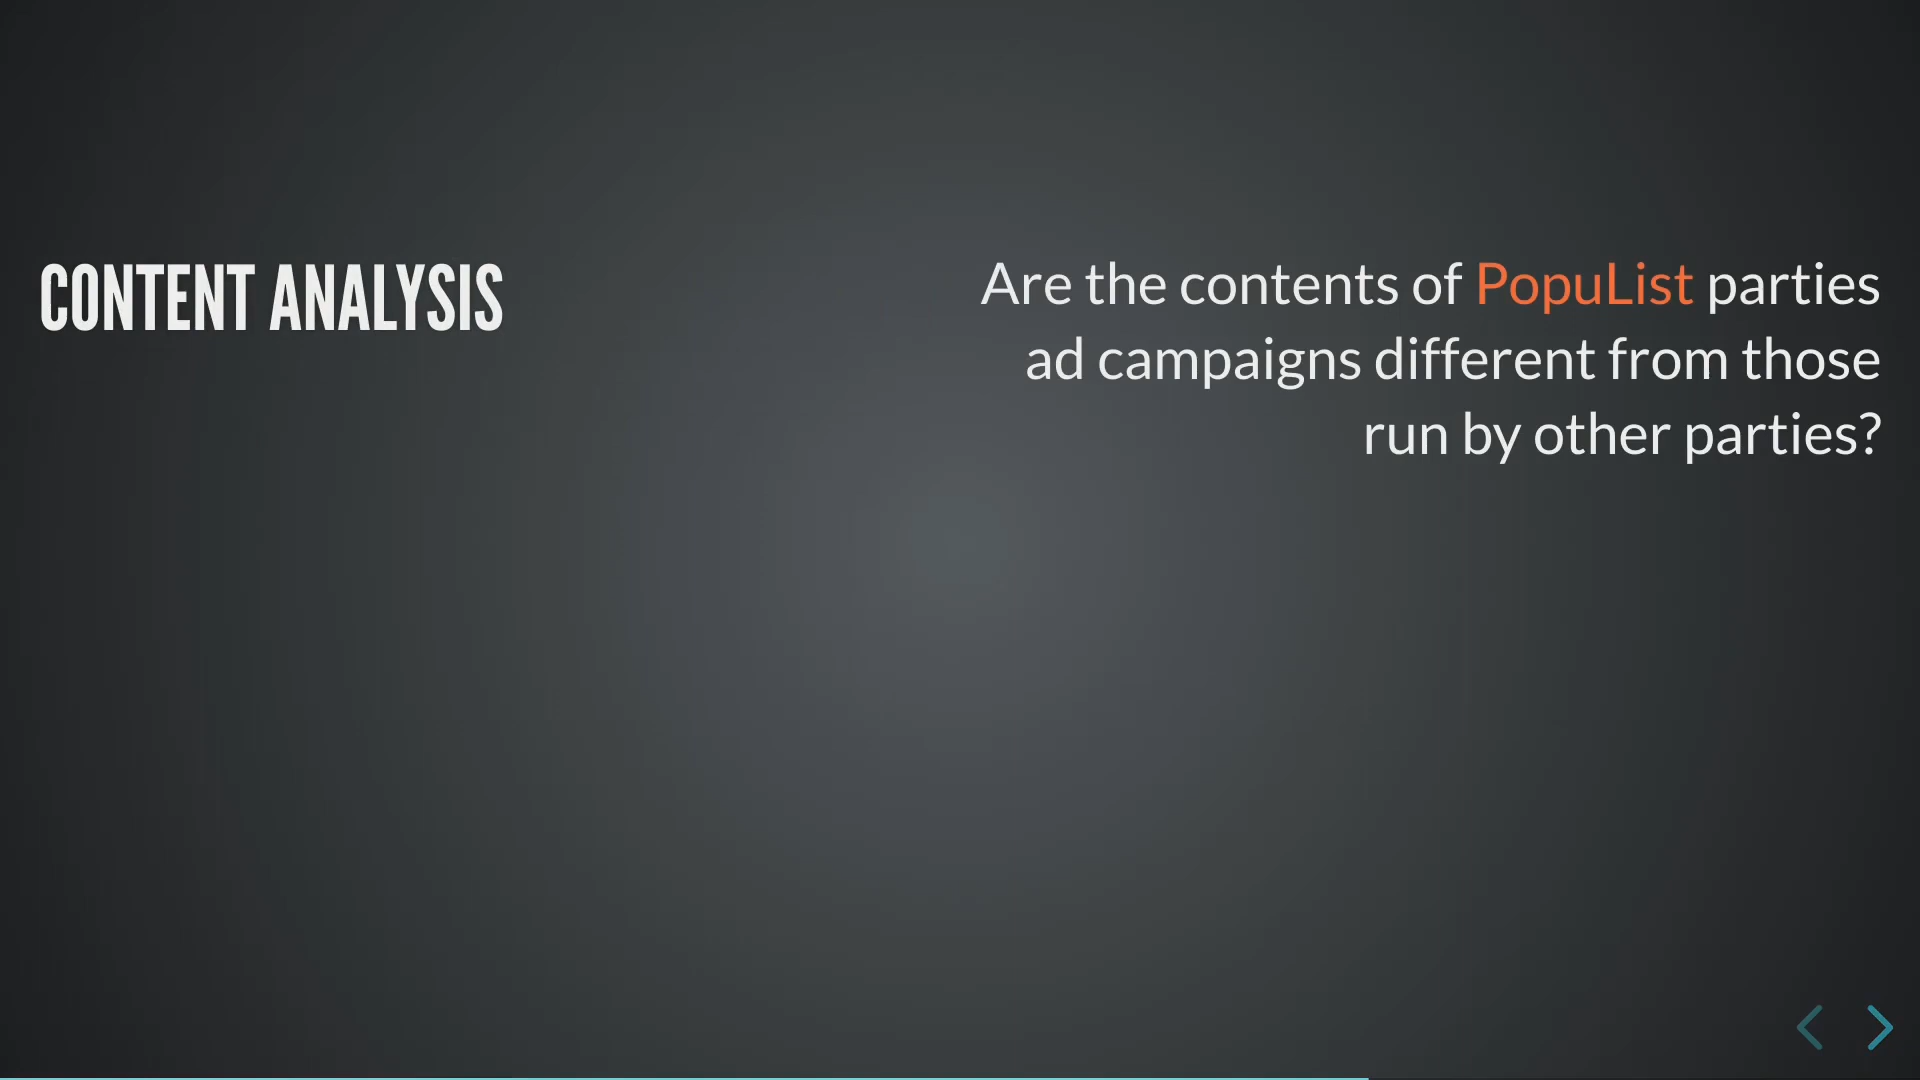 CONTENT ANALYSIS
Are the contents of PopuList parties
ad campaigns different from those
run by other parties?